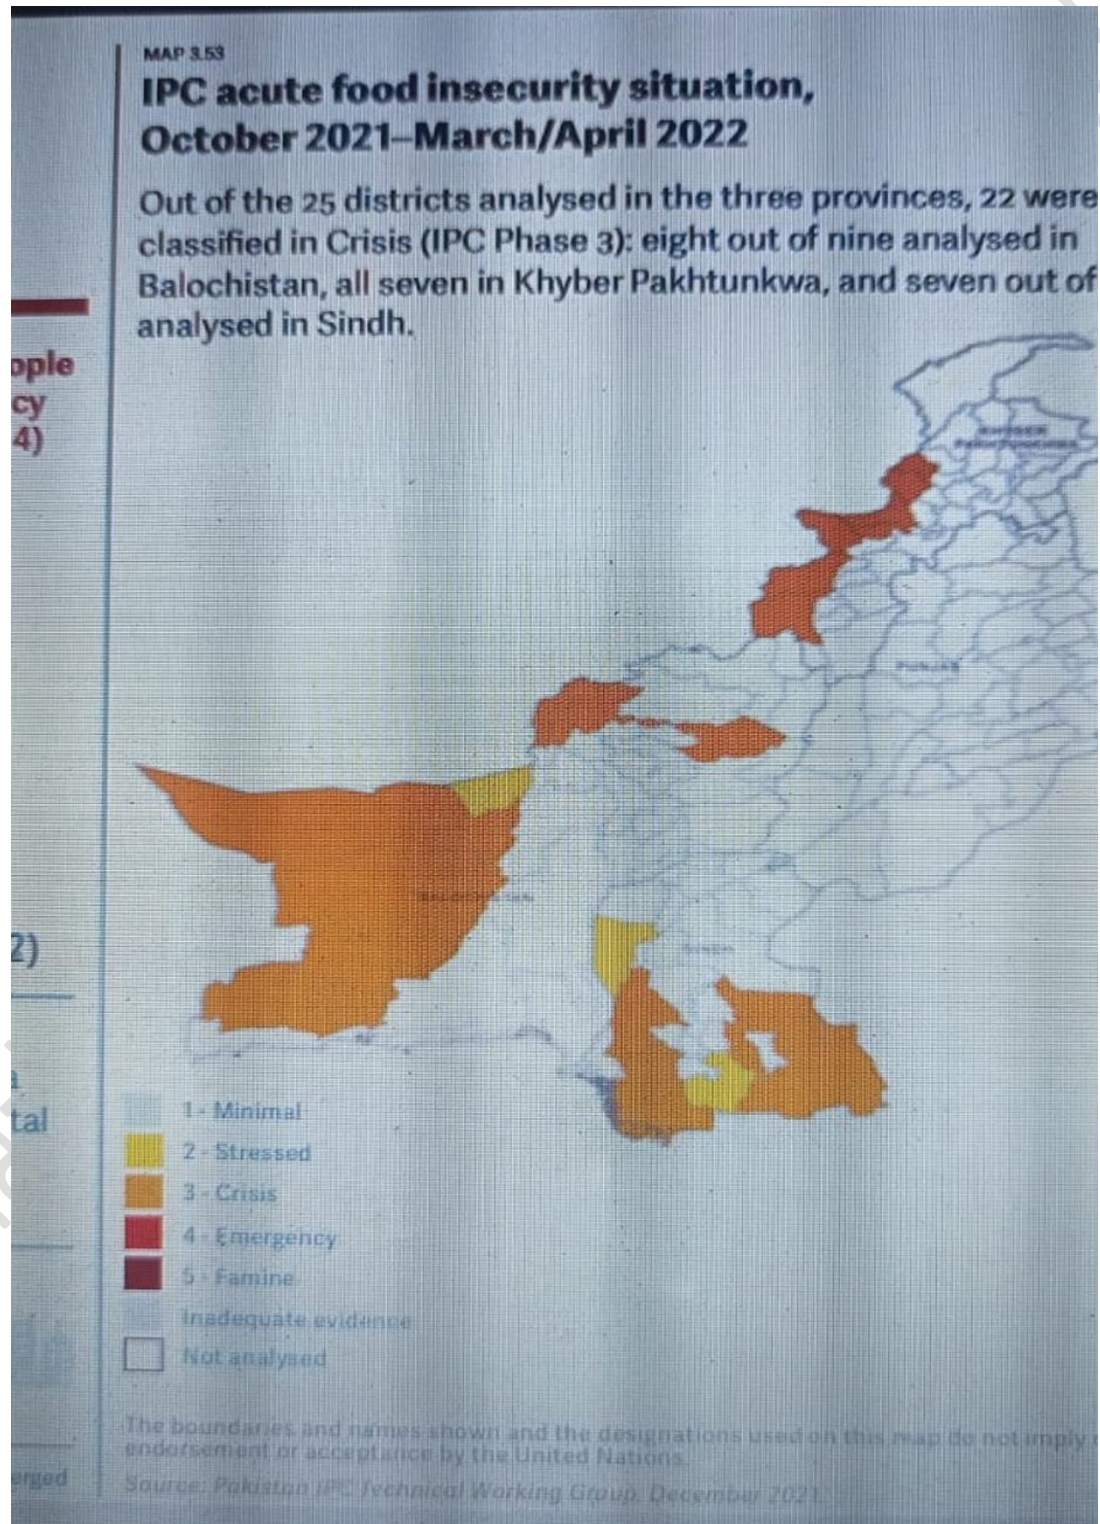 MAP 3.53
IPC acute food insecurity situation,
October 2021–March/April 2022
Out of the 25 districts analysed in the three provinces, 22 were
classified in Crisis (IPC Phase 3): eight out of nine analysed in
Balochistan, all seven in Khyber Pakhtunkwa, and seven out of
analysed in Sindh.
ople
cy
4)
2)
tal
erged
1 - Minimal
2 - Stressed
3 - Crisis
4 - Emergency
5 - Famine
Inadequate evidence
Not analysed
The boundaries and names shown and the designations used on this map do not imply
endorsement or acceptance by the United Nations.
Source: Pakistan IPC Technical Working Group, December 2021.